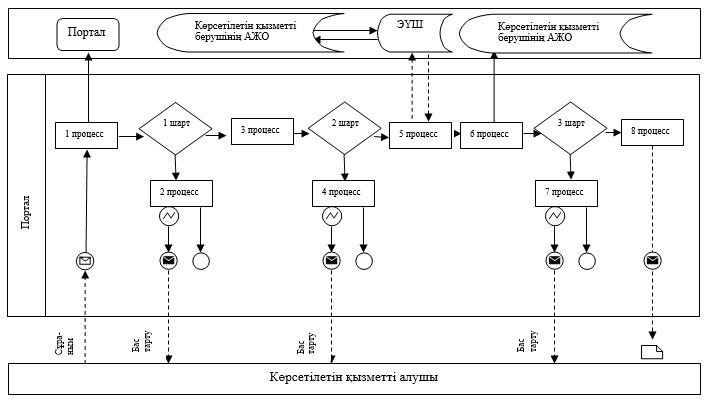 Портал
Көрсетілетін қызметті
берушінің АЖО
ЭҮШ
Көрсетілетін қызметті
берушінің АЖО
Портал
1 процесс
1 шарт
3 процесс
2 шарт
5 процесс
6 процесс
3 шарт
8 процесс
2 процесс
4 процесс
7 процесс
Сұра-
ным
Бас
тарту
Бас
тарту
Бас
тарту
Көрсетілетін қызметті алушы